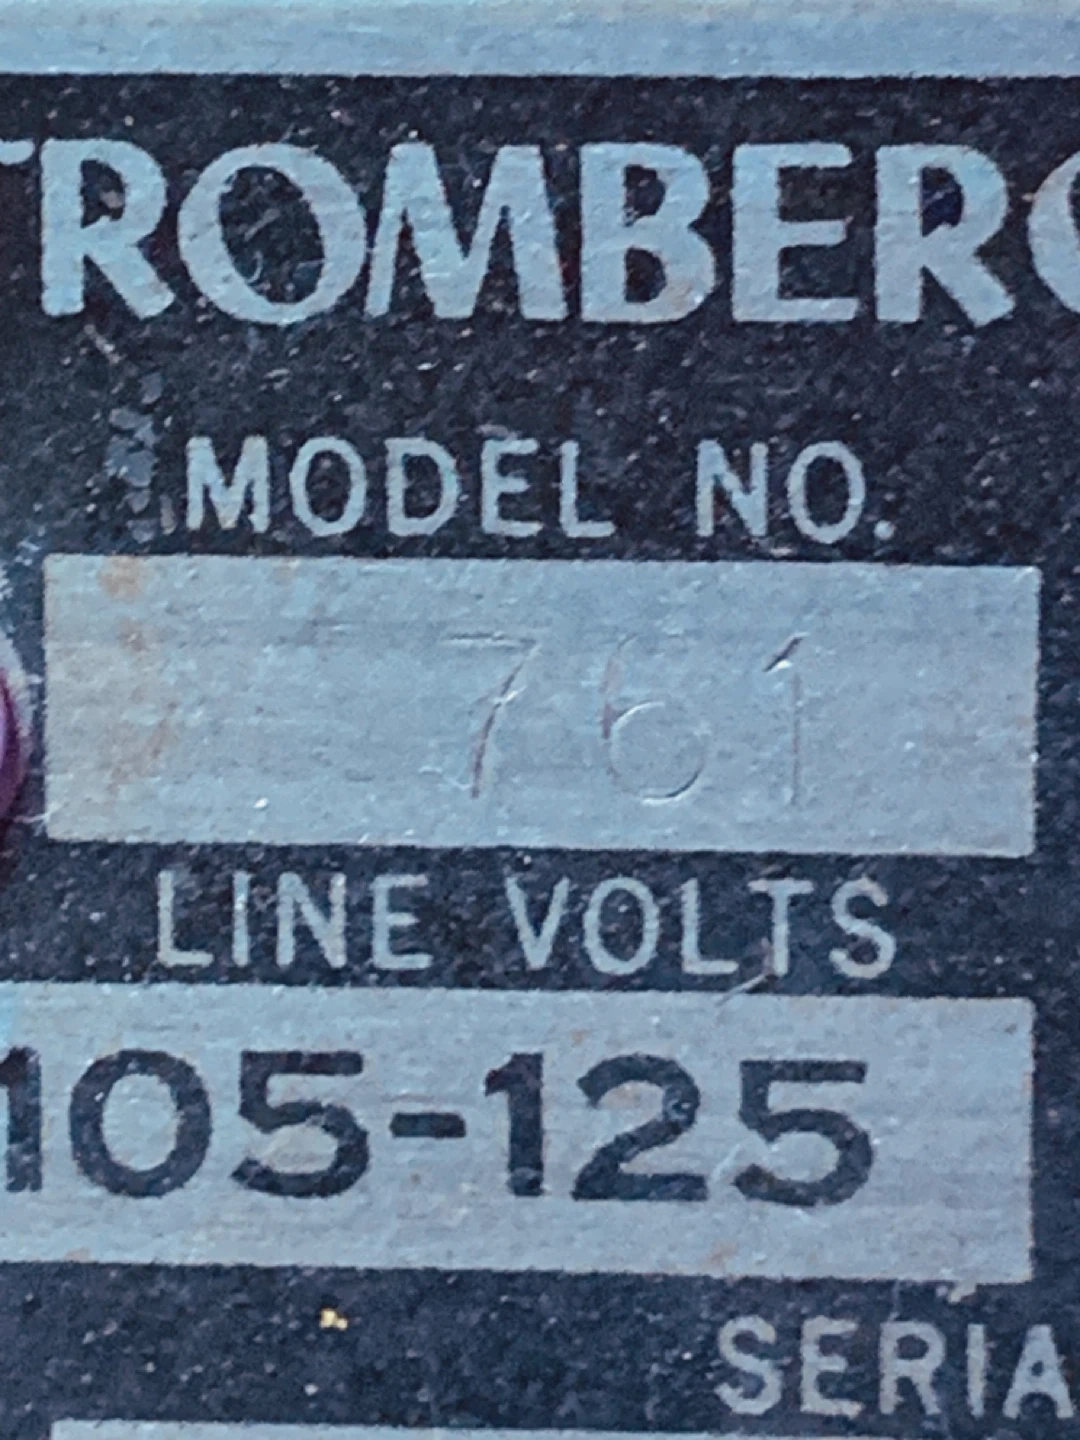 TROMBERG
MODEL NO.
761
LINE VOLTS
105-125
SERIA